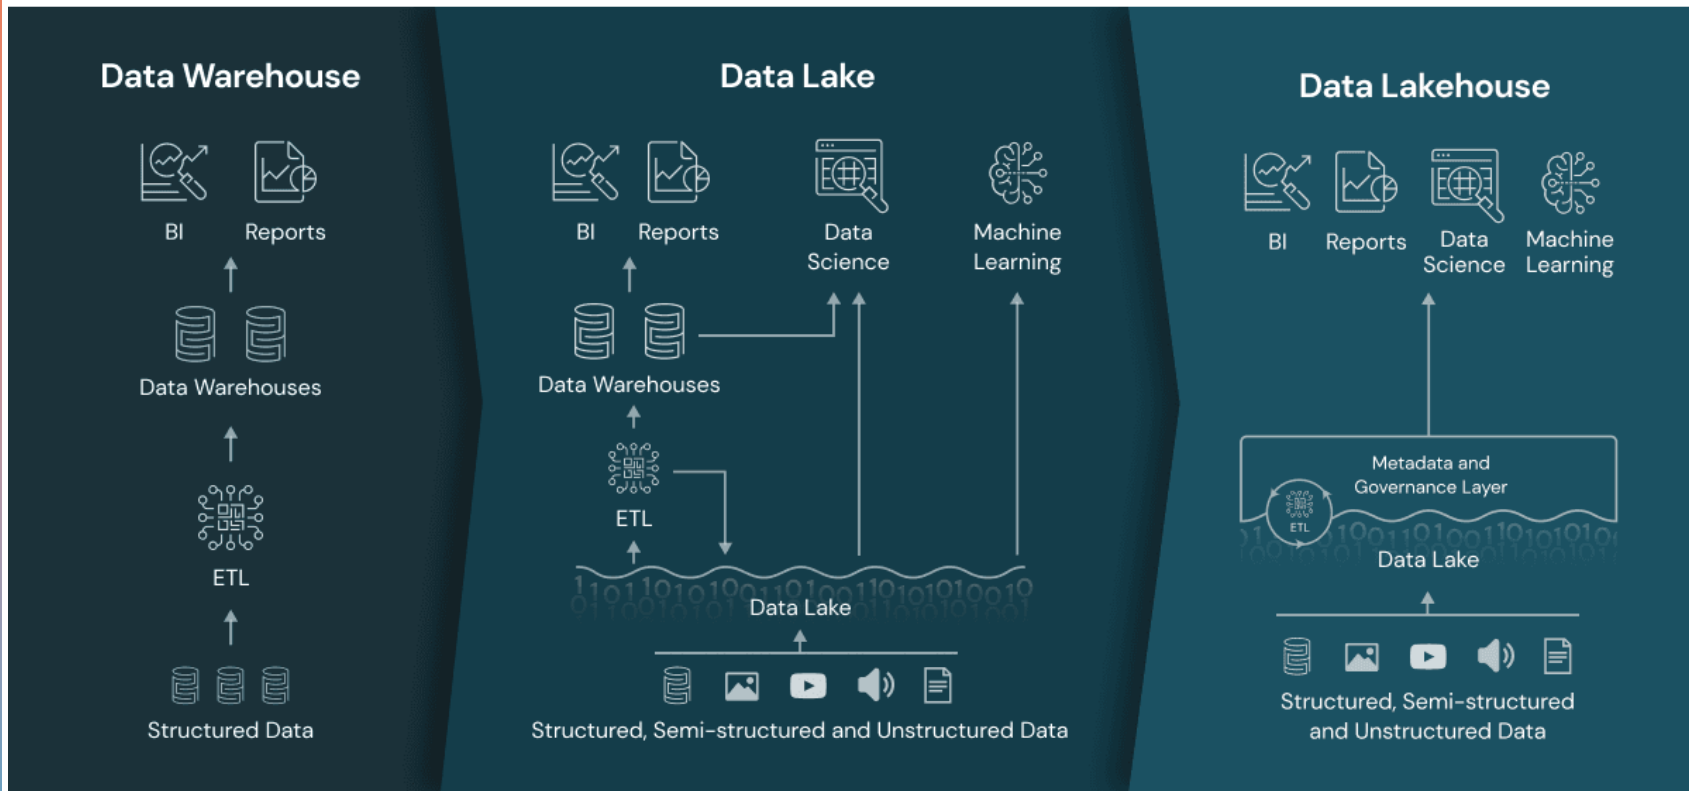 Data Warehouse
BI
Reports
Data Warehouses
ETL
Structured Data
Data Lake
BI
Reports
Data
Science
Machine
Learning
Data Warehouses
ETL
Data Lake
Structured, Semi-structured and Unstructured Data
Data Lakehouse
BI
Reports
Data
Science
Machine
Learning
Metadata and
Governance Layer
ETL
Data Lake
Structured, Semi-structured
and Unstructured Data